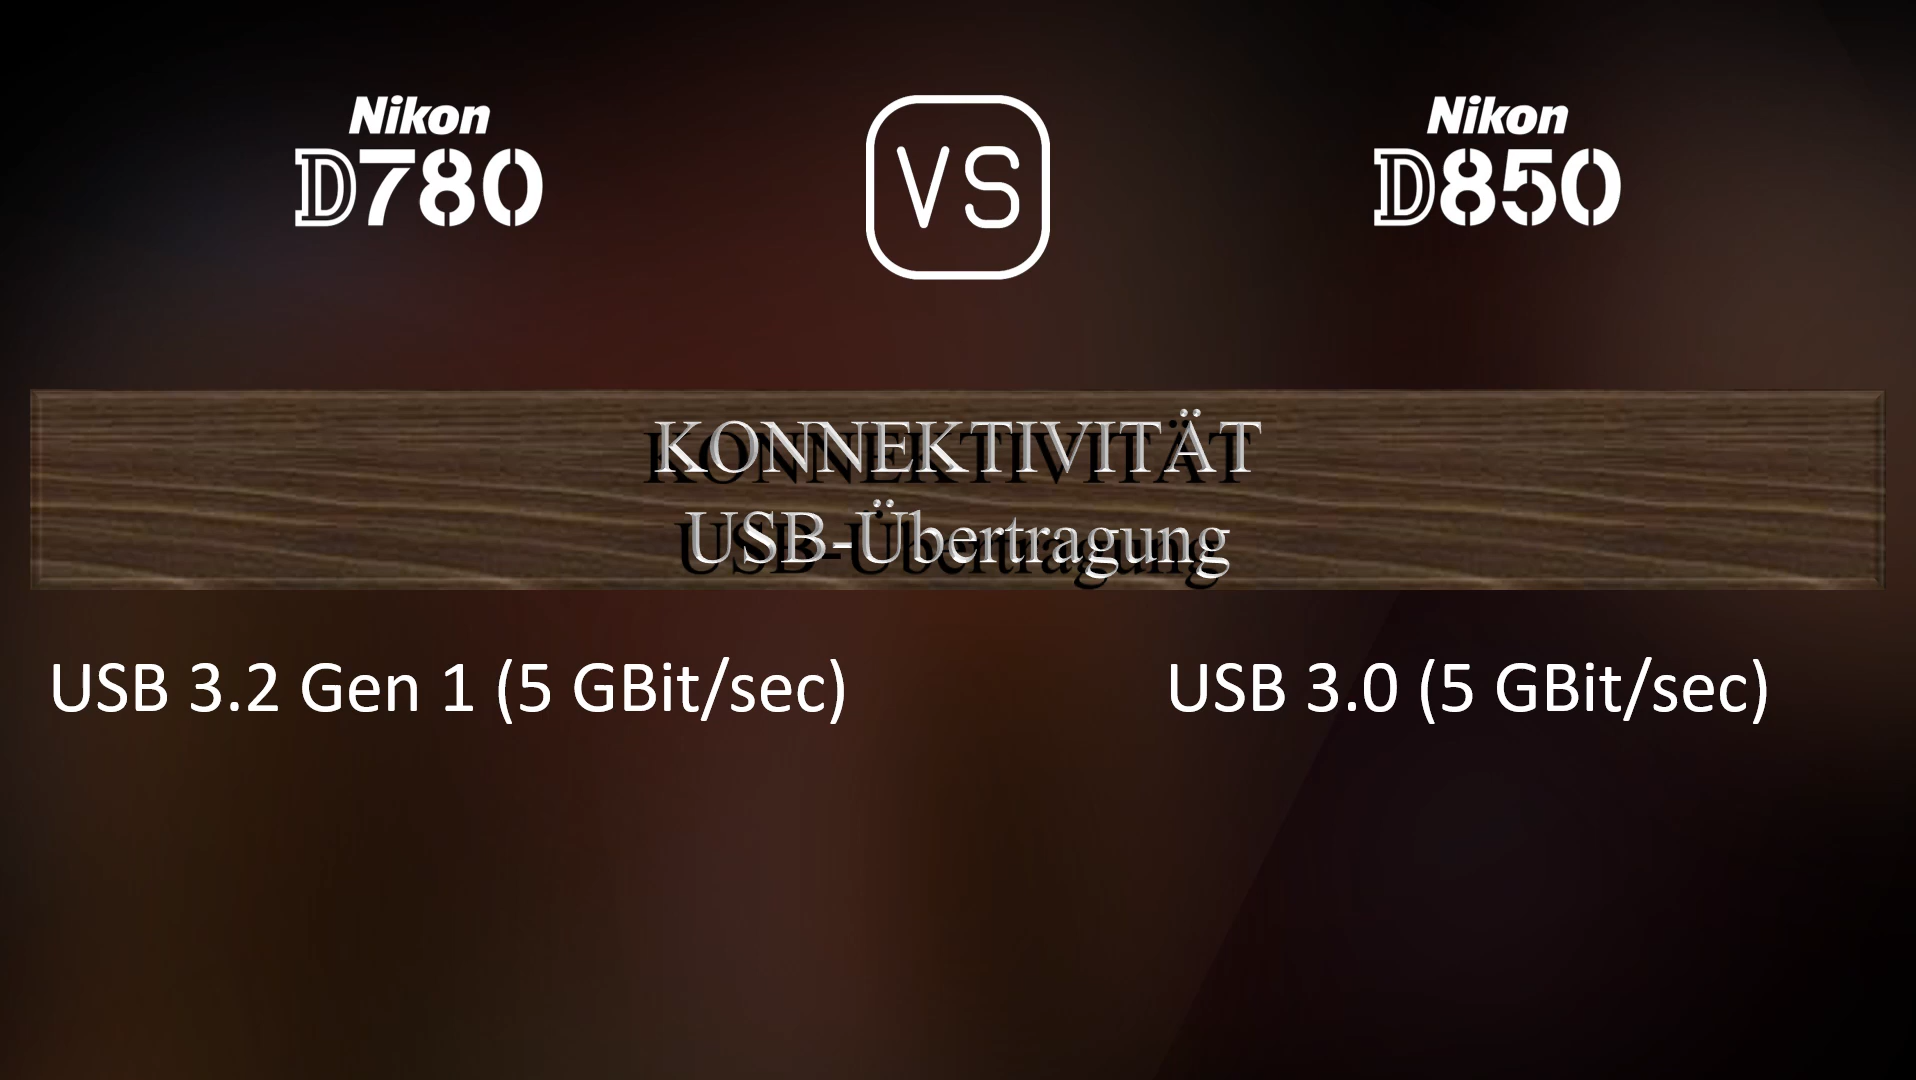 Nikon
D780
VS
Nikon
D850
KONNEKTIVITÄT
USB-Übertragung
USB 3.2 Gen 1 (5 GBit/sec)
USB 3.0 (5 GBit/sec)